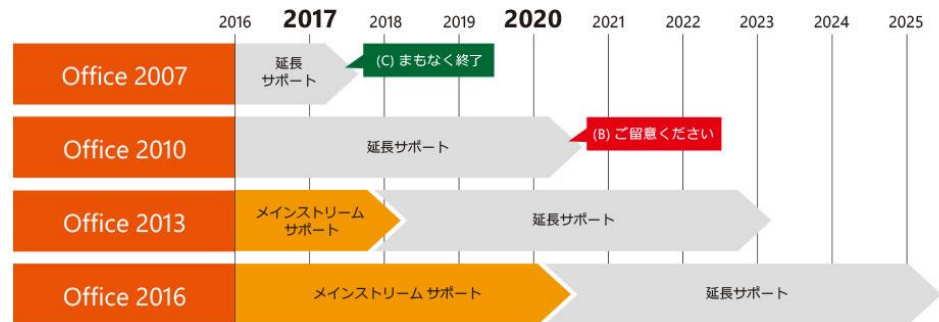 2016 2017 2018 2019 2020 2021 2022 2023 2024 2025
Office 2007
延長
サポート
(C) まもなく終了
Office 2010
延長サポート
(B) ご留意ください
Office 2013
メインストリーム
サポート
延長サポート
Office 2016
メインストリーム サポート
延長サポート